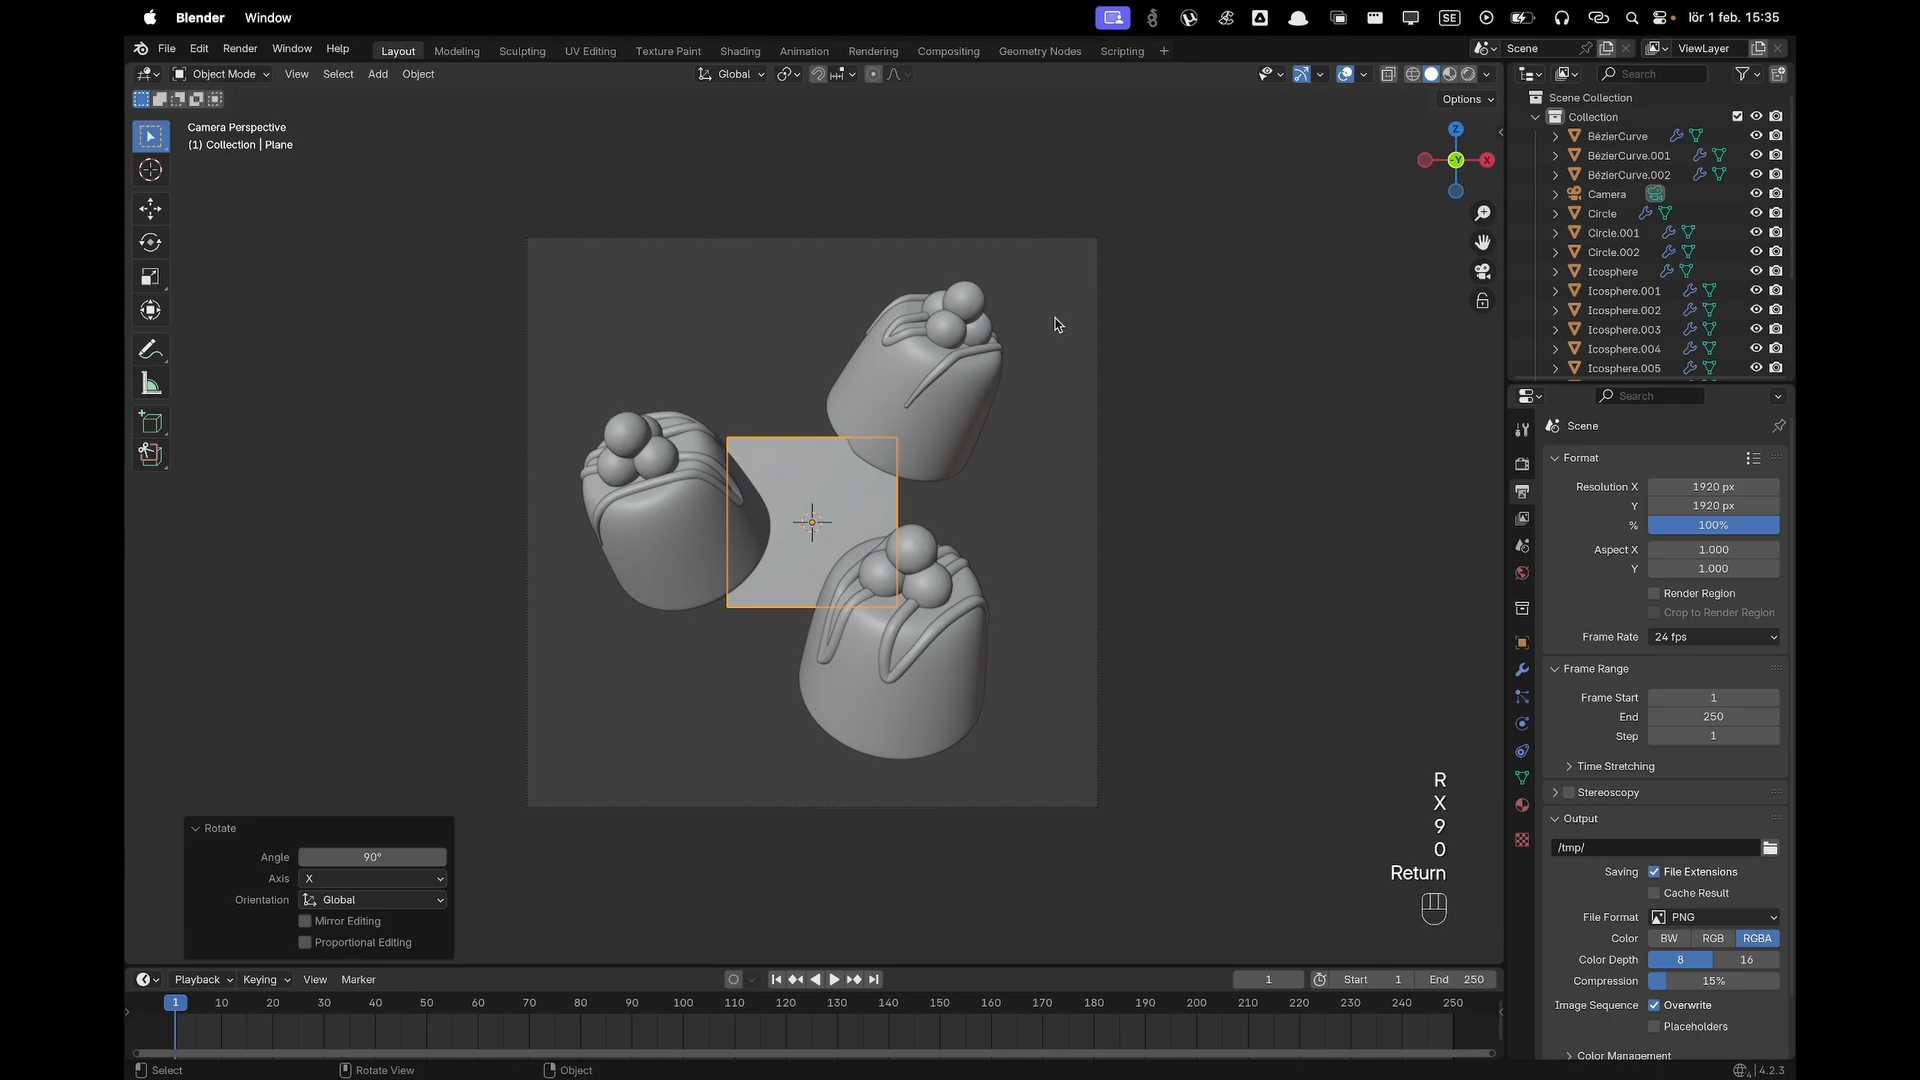 Blender Window SE lör 1 feb. 15:35
File Edit Render Window Help Layout Modeling Sculpting UV Editing Texture Paint Shading Animation Rendering Compositing Geometry Nodes Scripting + Scene ViewLayer
Object Mode View Select Add Object Global Search
Options
Camera Perspective
(1) Collection | Plane
Z
-Y X
Scene Collection
Collection
BézierCurve
BézierCurve.001
BézierCurve.002
Camera
Circle
Circle.001
Circle.002
Icosphere
Icosphere.001
Icosphere.002
Icosphere.003
Icosphere.004
Icosphere.005
Search
Scene
Format
Resolution X 1920 px
Y 1920 px
% 100%
Aspect X 1.000
Y 1.000
Render Region
Crop to Render Region
Frame Rate 24 fps
Frame Range
Frame Start 1
End 250
Step 1
Time Stretching
Stereoscopy
Output
/tmp/
Saving File Extensions
Cache Result
File Format PNG
Color BW RGB RGBA
Color Depth 8 16
Compression 15%
Image Sequence Overwrite
Placeholders
Color Management
R
X
9
0
Return
Rotate
Angle 90°
Axis X
Orientation Global
Mirror Editing
Proportional Editing
Playback Keying View Marker 1 Start 1 End 250
1 10 20 30 40 50 60 70 80 90 100 110 120 130 140 150 160 170 180 190 200 210 220 230 240 250
Select Rotate View Object 4.2.3